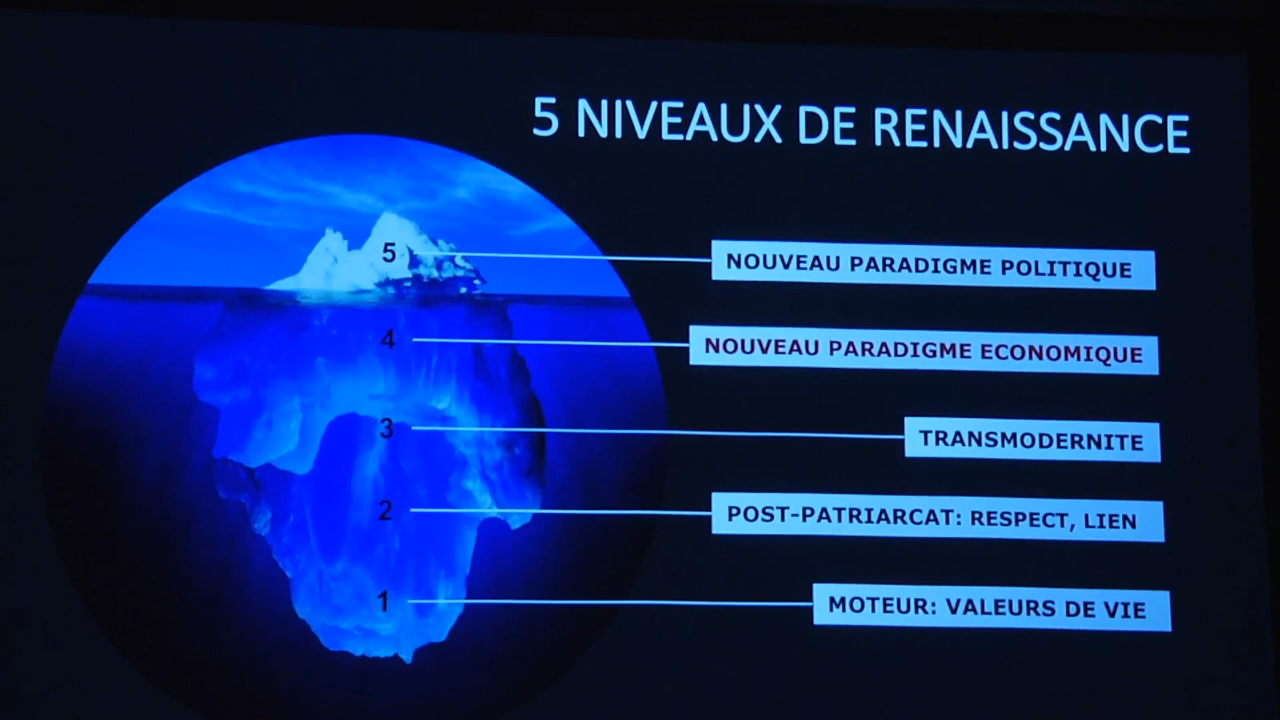 5 NIVEAUX DE RENAISSANCE
5 NOUVEAU PARADIGME POLITIQUE
4 NOUVEAU PARADIGME ECONOMIQUE
3 TRANSMODERNITE
2 POST-PATRIARCAT: RESPECT, LIEN
1 MOTEUR: VALEURS DE VIE